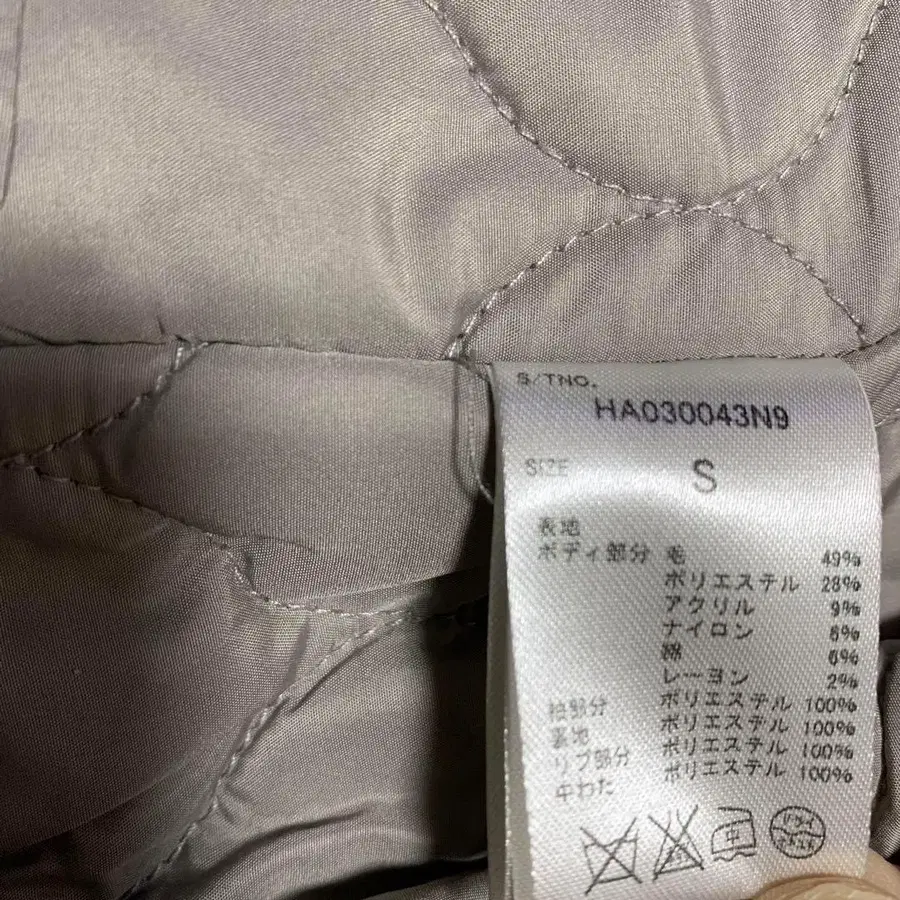 S/TNO.
HA030043N9
SIZE S
表地
ボディ部分 毛 49%
ポリエステル 28%
アクリル 9%
ナイロン 6%
綿 6%
レーヨン 2%
袖部分 ポリエステル 100%
裏地 ポリエステル 100%
リブ部分 ポリエステル 100%
中わた ポリエステル 100%